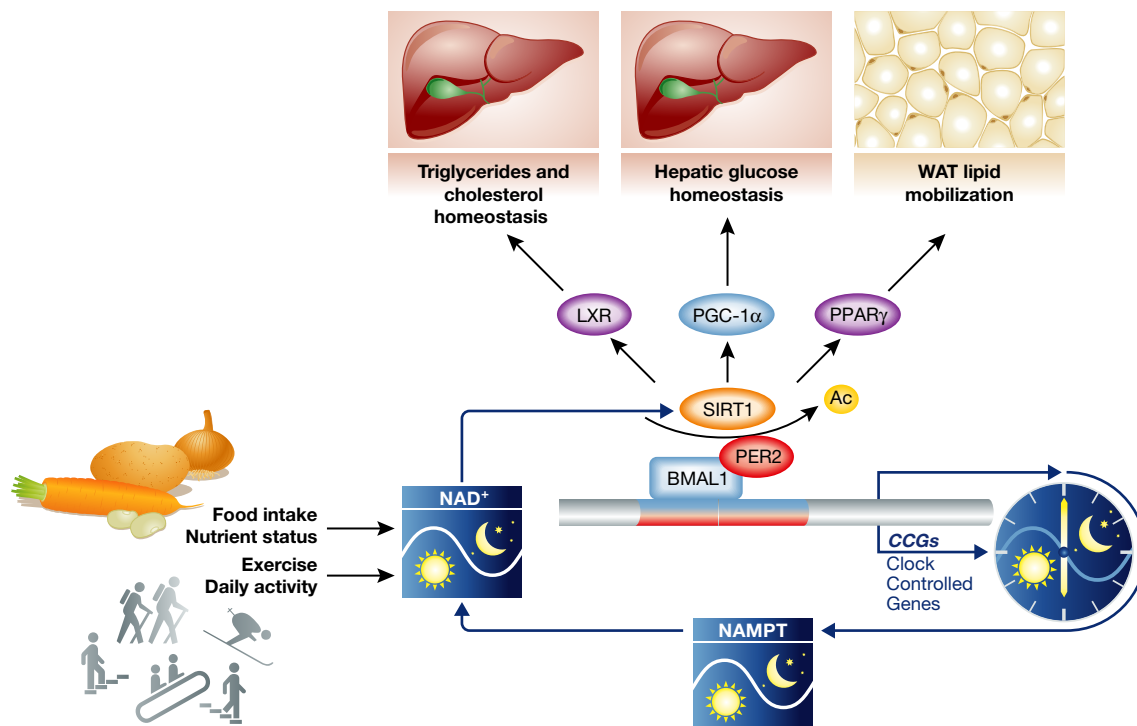 Triglycerides and
cholesterol
homeostasis
Hepatic glucose
homeostasis
WAT lipid
mobilization
LXR
PGC-1α
PPARγ
SIRT1
Ac
PER2
BMAL1
NAD+
Food intake
Nutrient status
Exercise
Daily activity
CCGs
Clock
Controlled
Genes
NAMPT